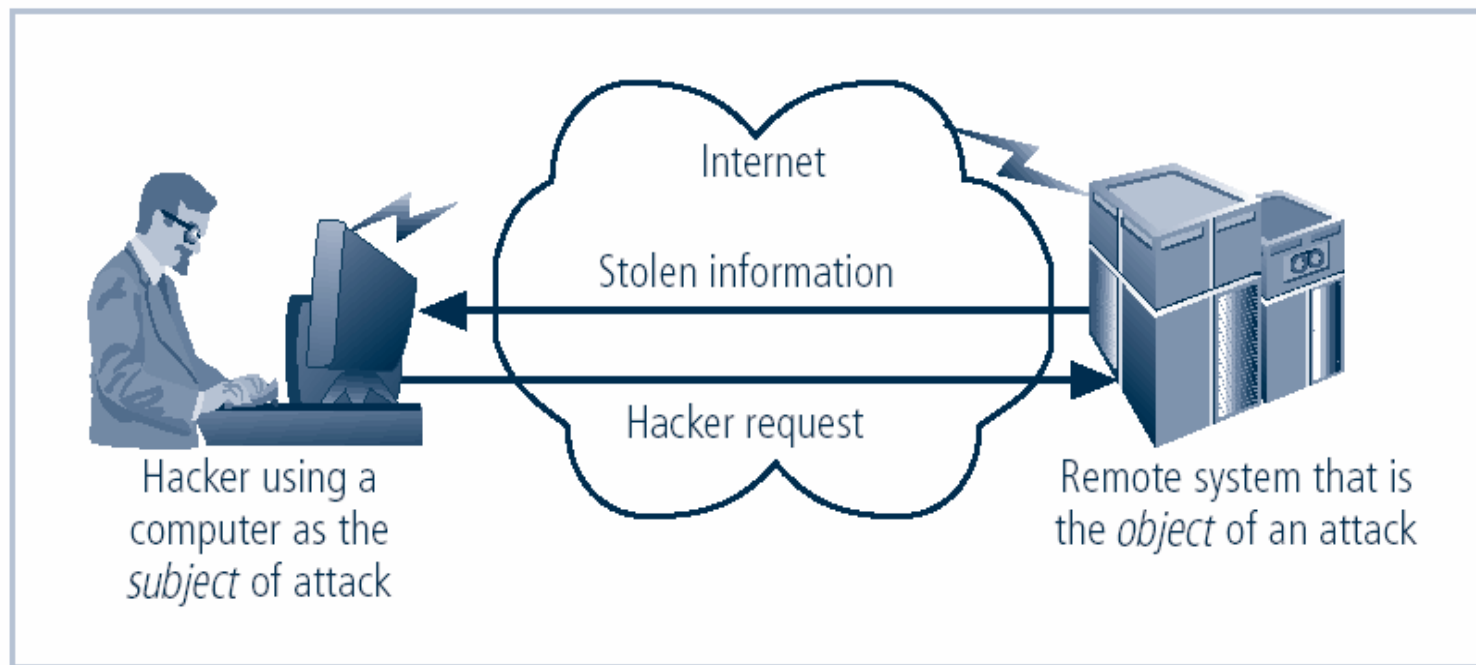 Internet
Stolen information
Hacker request
Hacker using a
computer as the
subject of attack
Remote system that is
the object of an attack